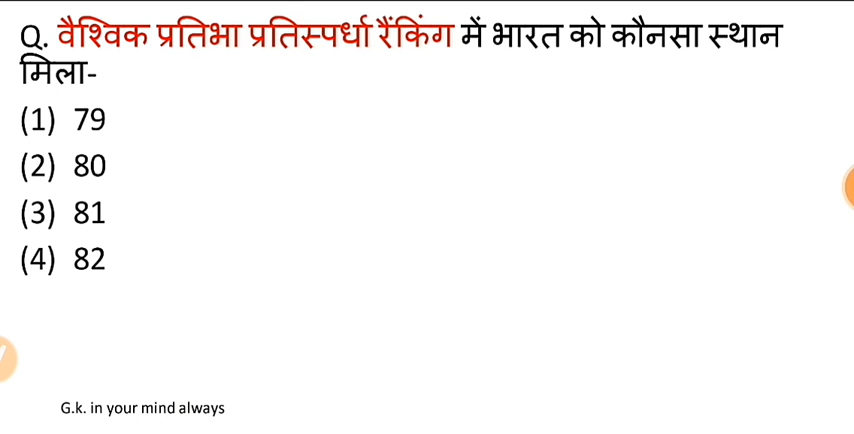 Q. वैश्विक प्रतिभा प्रतिस्पर्धा रैंकिंग में भारत को कौनसा स्थान
मिला-
(1) 79
(2) 80
(3) 81
(4) 82
G.k. in your mind always